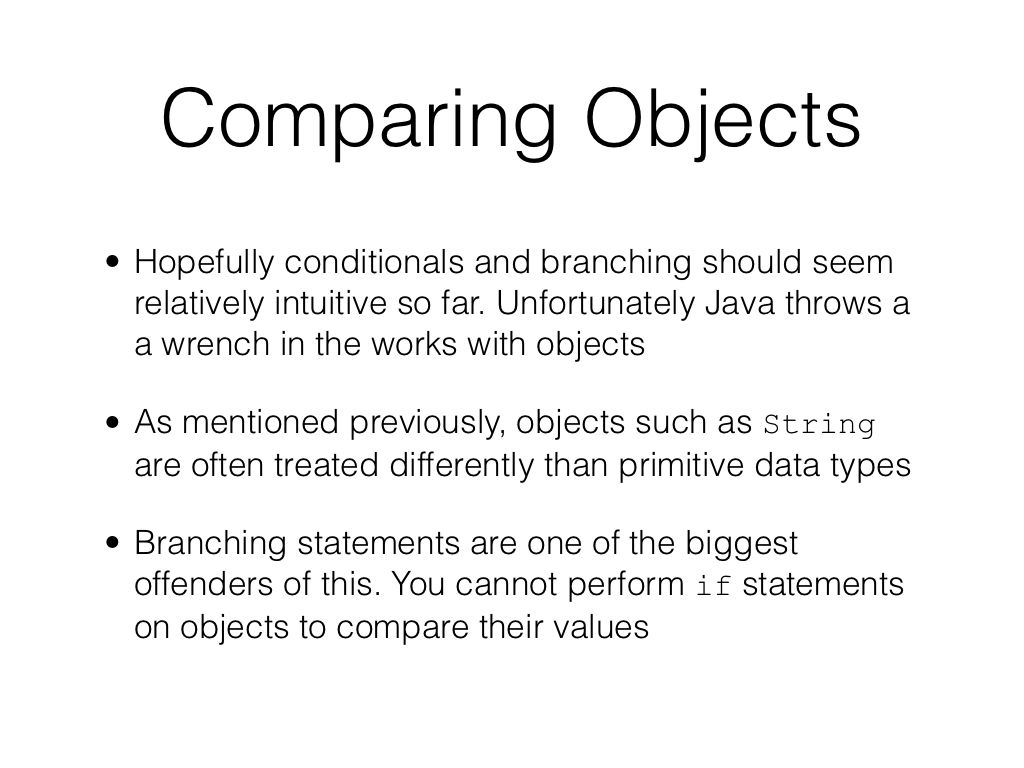 Comparing Objects
• Hopefully conditionals and branching should seem
relatively intuitive so far. Unfortunately Java throws a
a wrench in the works with objects
• As mentioned previously, objects such as String
are often treated differently than primitive data types
• Branching statements are one of the biggest
offenders of this. You cannot perform if statements
on objects to compare their values